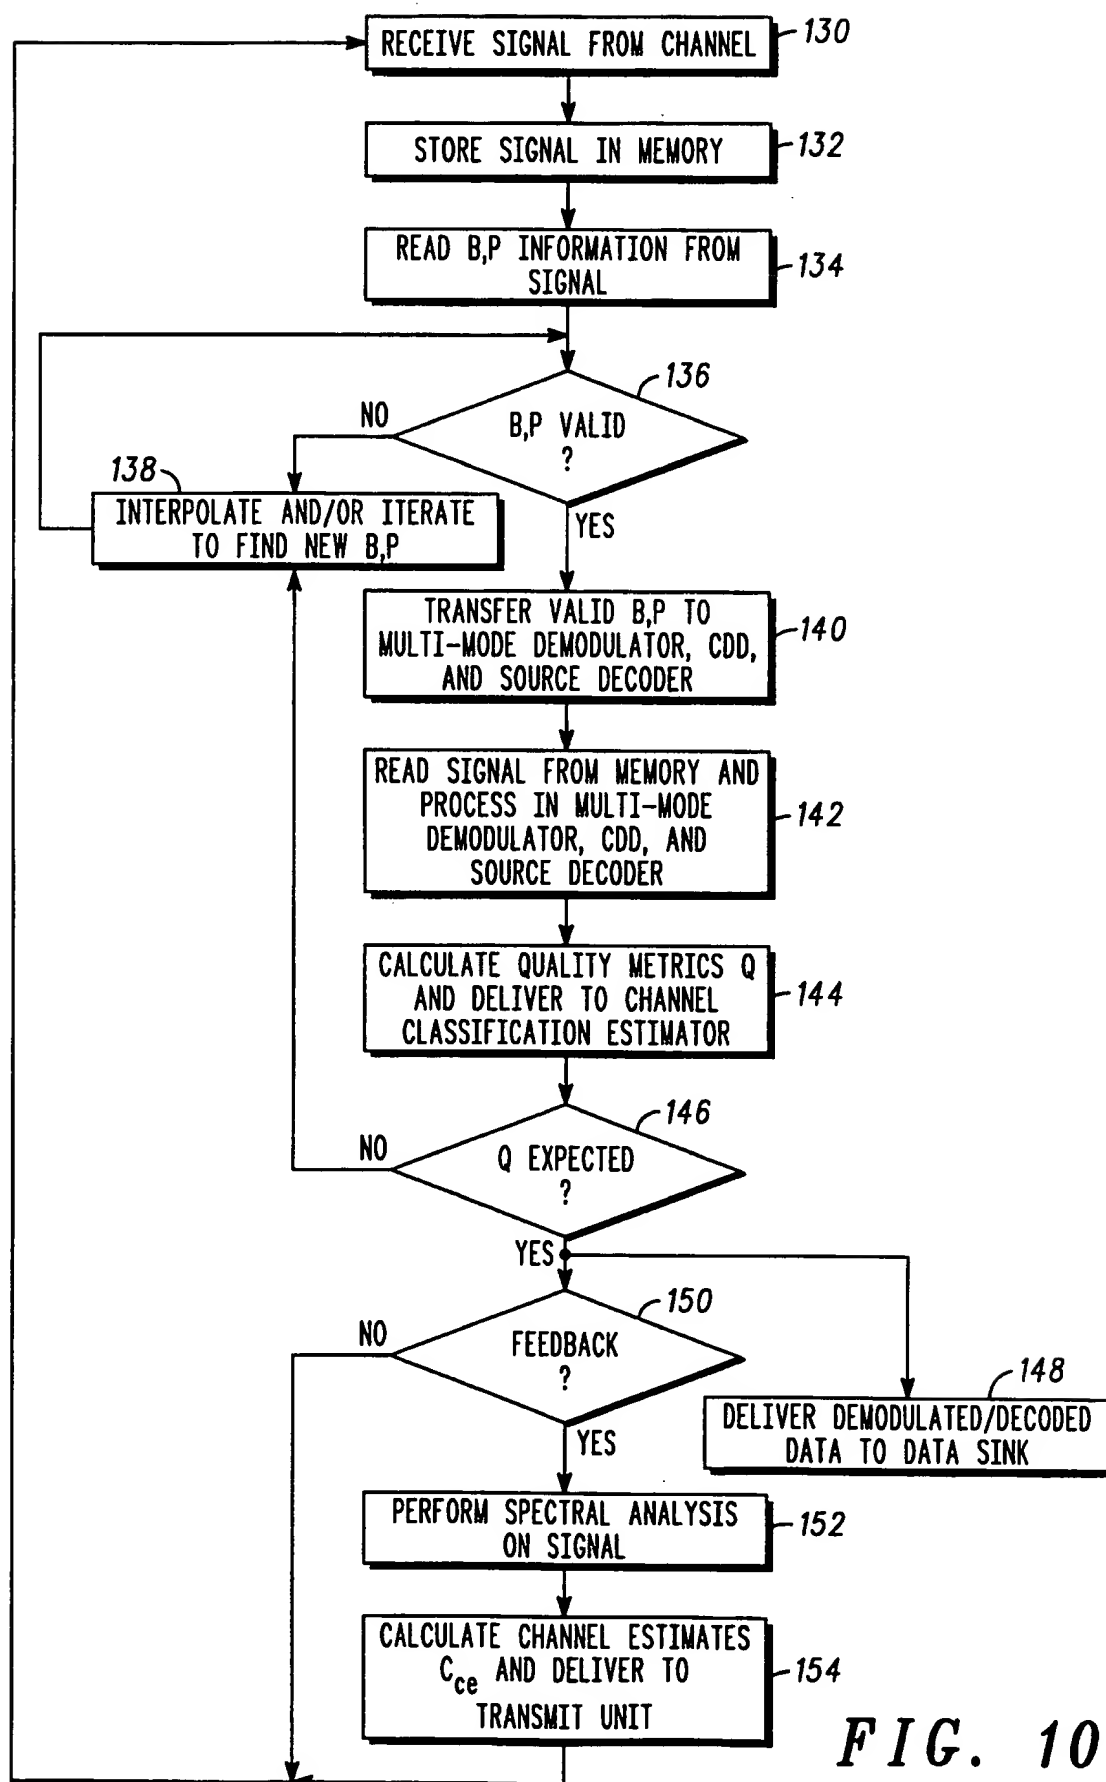 RECEIVE SIGNAL FROM CHANNEL
130
STORE SIGNAL IN MEMORY
132
READ B,P INFORMATION FROM
SIGNAL
134
136
B,P VALID
?
NO
YES
138
INTERPOLATE AND/OR ITERATE
TO FIND NEW B,P
TRANSFER VALID B,P TO
MULTI-MODE DEMODULATOR, CDD,
AND SOURCE DECODER
140
READ SIGNAL FROM MEMORY AND
PROCESS IN MULTI-MODE
DEMODULATOR, CDD, AND
SOURCE DECODER
142
CALCULATE QUALITY METRICS Q
AND DELIVER TO CHANNEL
CLASSIFICATION ESTIMATOR
144
146
Q EXPECTED
?
NO
YES
150
FEEDBACK
?
NO
YES
148
DELIVER DEMODULATED/DECODED
DATA TO DATA SINK
PERFORM SPECTRAL ANALYSIS
ON SIGNAL
152
CALCULATE CHANNEL ESTIMATES
Cce AND DELIVER TO
TRANSMIT UNIT
154
FIG. 10